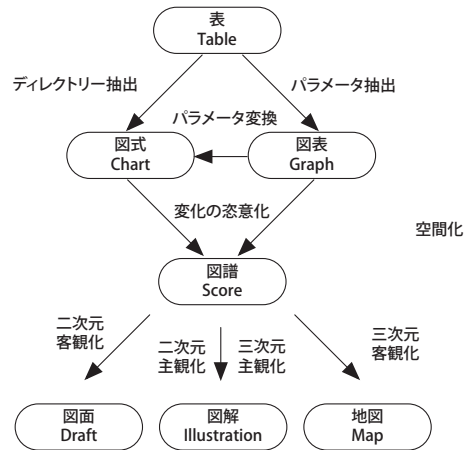 表
Table
ディレクトリー抽出
パラメータ抽出
パラメータ変換
図式
Chart
図表
Graph
変化の恣意化
空間化
図譜
Score
二次元
客観化
二次元
主観化
三次元
主観化
三次元
客観化
図面
Draft
図解
Illustration
地図
Map